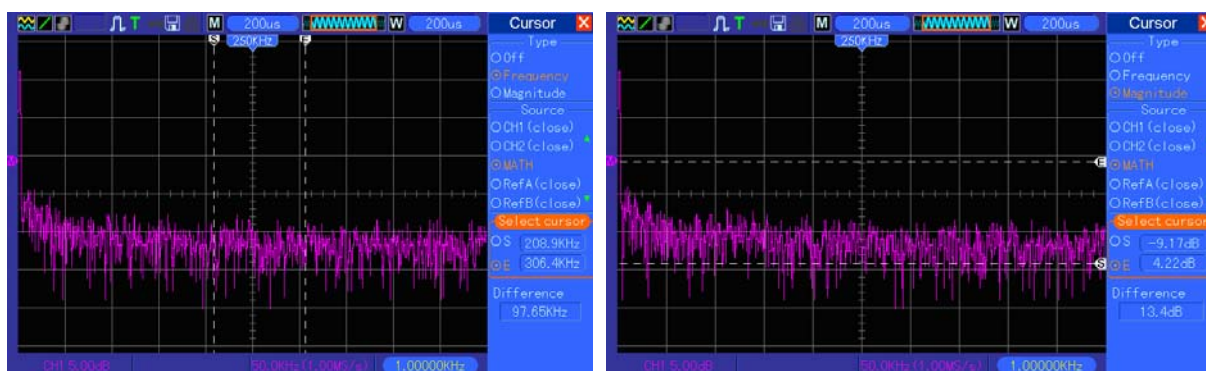 T M 200us W 200us Cursor
S 250KHz E
Type
Off
Frequency
Magnitude
Source
CH1(close)
CH2(close)
MATH
RefA(close)
RefB(close)
Select cursor
S 208.9KHz
E 306.4KHz
Difference
97.65KHz
M
CH1 5.00dB 50.0KHz(1.00MS/s) 1.00000KHz
T M 200us W 200us Cursor
250KHz
Type
Off
Frequency
Magnitude
Source
CH1(close)
CH2(close)
MATH
RefA(close)
RefB(close)
Select cursor
S -9.17dB
E 4.22dB
Difference
13.4dB
M
E
S
CH1 5.00dB 50.0KHz(1.00MS/s) 1.00000KHz